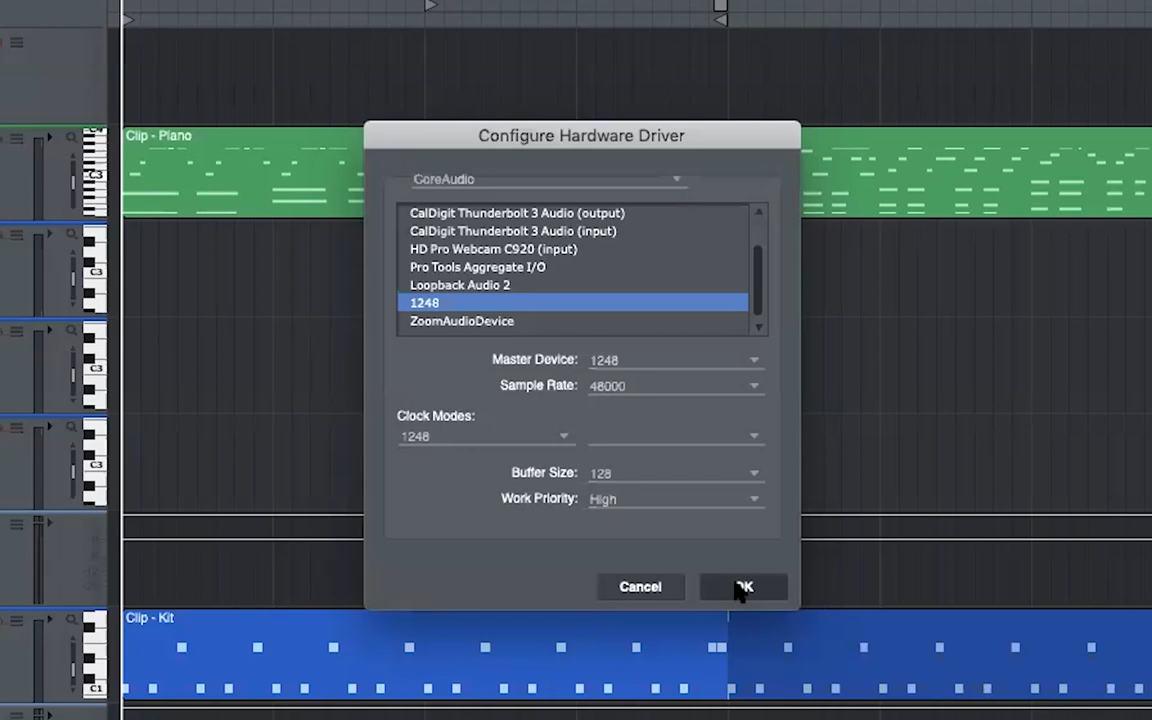 Clip - Piano
Configure Hardware Driver
CoreAudio
CalDigit Thunderbolt 3 Audio (output)
CalDigit Thunderbolt 3 Audio (input)
HD Pro Webcam C920 (input)
Pro Tools Aggregate I/O
Loopback Audio 2
1248
ZoomAudioDevice
Master Device: 1248
Sample Rate: 48000
Clock Modes:
1248
Buffer Size: 128
Work Priority: High
Cancel OK
Clip - Kit
C3
C3
C3
C3
C1